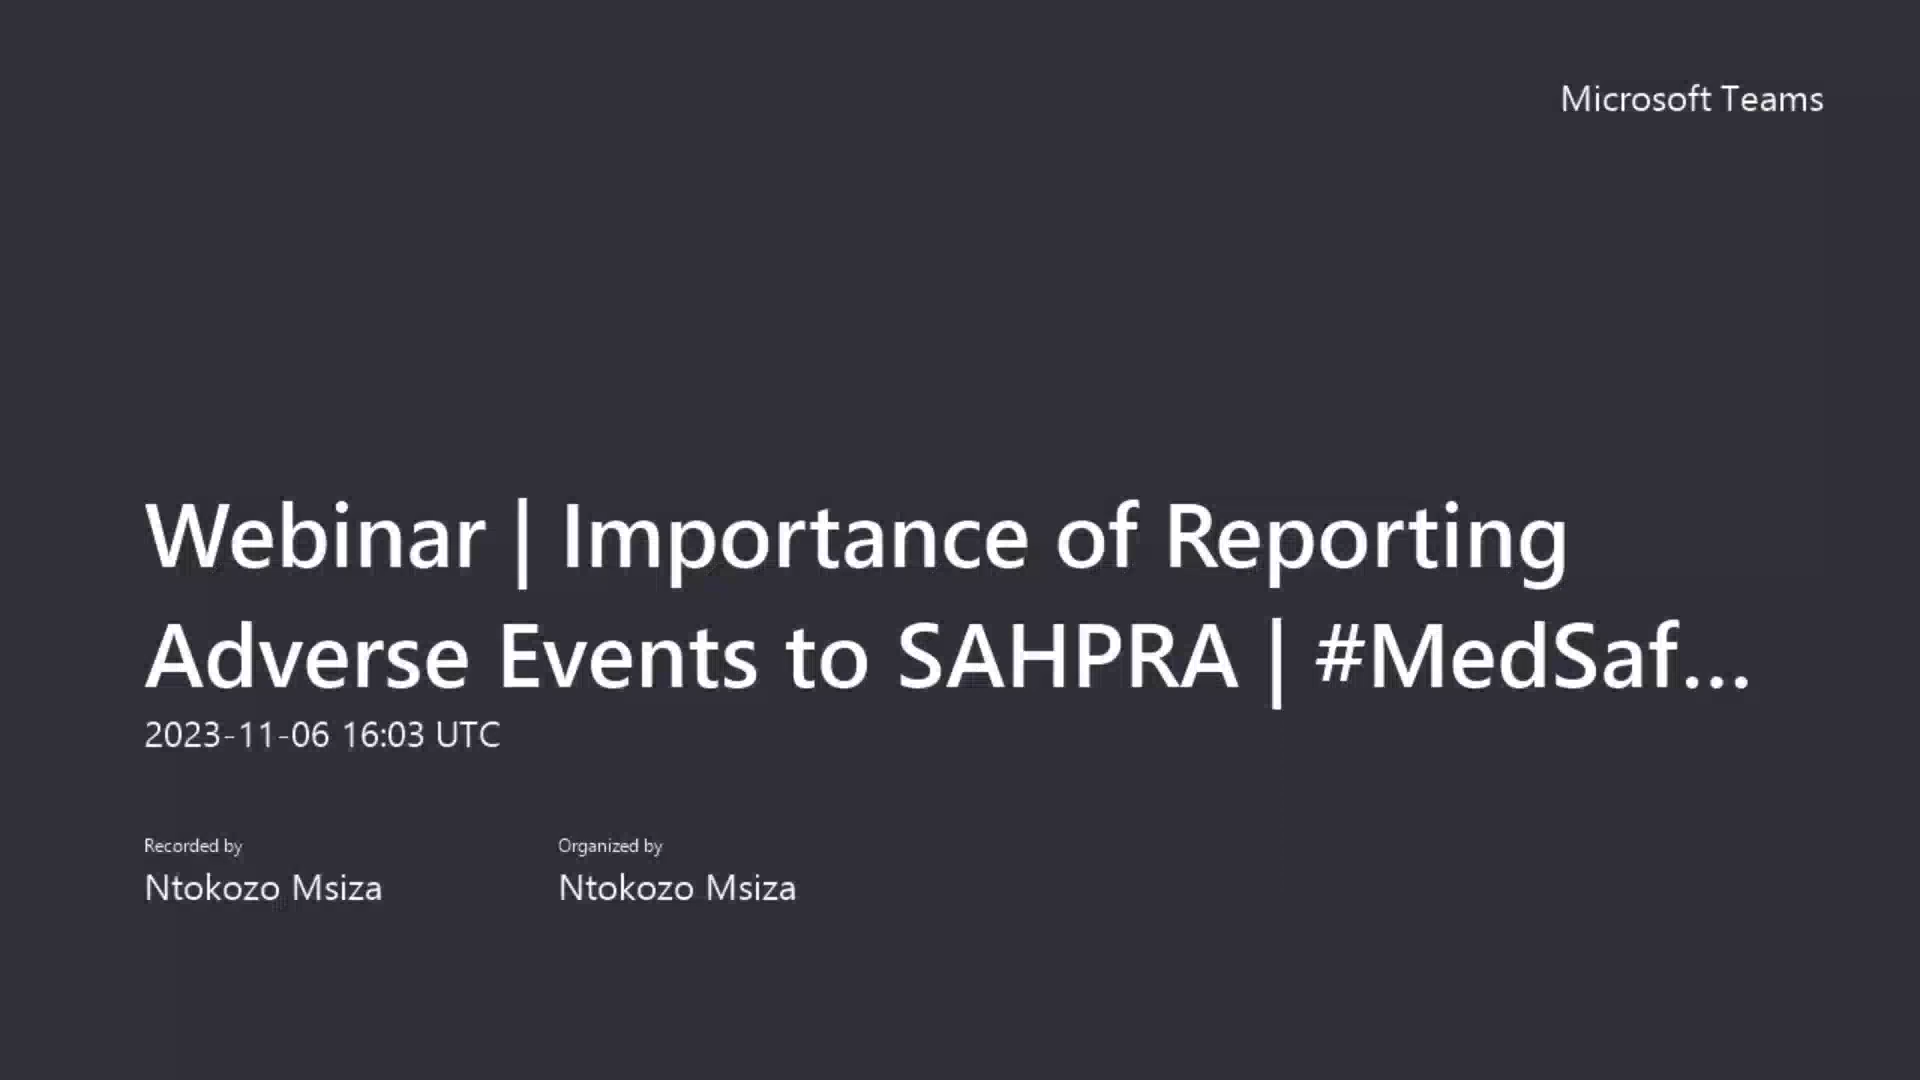 Microsoft Teams
Webinar | Importance of Reporting
Adverse Events to SAHPRA | #MedSaf...
2023-11-06 16:03 UTC
Recorded by
Ntokozo Msiza
Organized by
Ntokozo Msiza